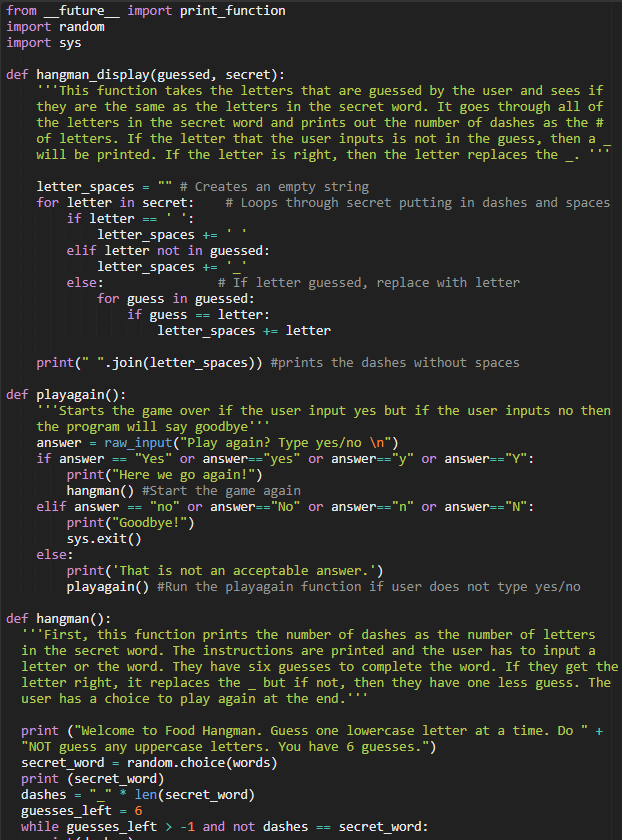 from __future__ import print_function
import random
import sys

def hangman_display(guessed, secret):
    '''This function takes the letters that are guessed by the user and sees if
    they are the same as the letters in the secret word. It goes through all of
    the letters in the secret word and prints out the number of dashes as the #
    of letters. If the letter that the user inputs is not in the guess, then a _
    will be printed. If the letter is right, then the letter replaces the _. '''

    letter_spaces = "" # Creates an empty string
    for letter in secret:    # Loops through secret putting in dashes and spaces
        if letter == ' ':
            letter_spaces += ' '
        elif letter not in guessed:
            letter_spaces += '_'
        else:               # If letter guessed, replace with letter
            for guess in guessed:
                if guess == letter:
                    letter_spaces += letter

    print(" ".join(letter_spaces)) #prints the dashes without spaces

def playagain():
    '''Starts the game over if the user input yes but if the user inputs no then
    the program will say goodbye'''
    answer = raw_input("Play again? Type yes/no \n")
    if answer == "Yes" or answer=="yes" or answer=="y" or answer=="Y":
        print("Here we go again!")
        hangman() #Start the game again
    elif answer == "no" or answer=="No" or answer=="n" or answer=="N":
        print("Goodbye!")
        sys.exit()
    else:
        print('That is not an acceptable answer.')
        playagain() #Run the playagain function if user does not type yes/no

def hangman():
  '''First, this function prints the number of dashes as the number of letters
  in the secret word. The instructions are printed and the user has to input a
  letter or the word. They have six guesses to complete the word. If they get the
  letter right, it replaces the _ but if not, then they have one less guess. The
  user has a choice to play again at the end.'''

  print ("Welcome to Food Hangman. Guess one lowercase letter at a time. Do " +
  "NOT guess any uppercase letters. You have 6 guesses.")
  secret_word = random.choice(words)
  print (secret_word)
  dashes = "_" * len(secret_word)
  guesses_left = 6
  while guesses_left > -1 and not dashes == secret_word: